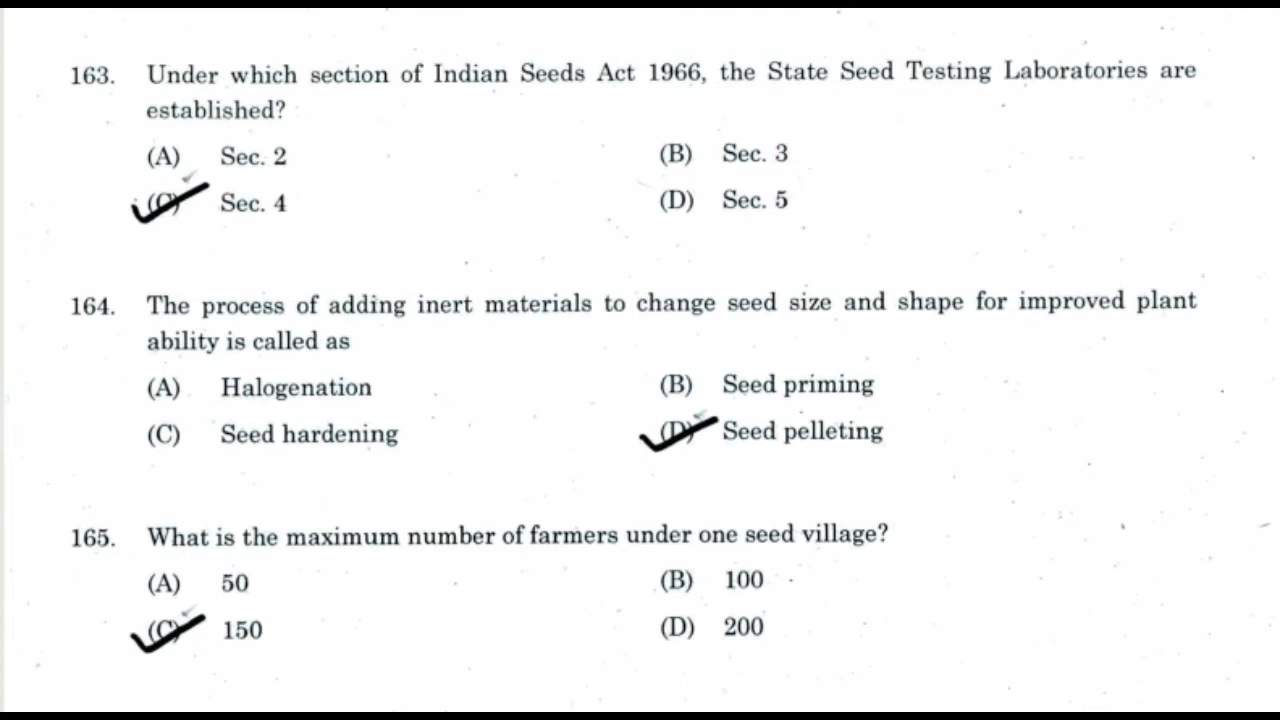 163. Under which section of Indian Seeds Act 1966, the State Seed Testing Laboratories are
established?
(A) Sec. 2 (B) Sec. 3
(C) Sec. 4 (D) Sec. 5
164. The process of adding inert materials to change seed size and shape for improved plant
ability is called as
(A) Halogenation (B) Seed priming
(C) Seed hardening (D) Seed pelleting
165. What is the maximum number of farmers under one seed village?
(A) 50 (B) 100
(C) 150 (D) 200